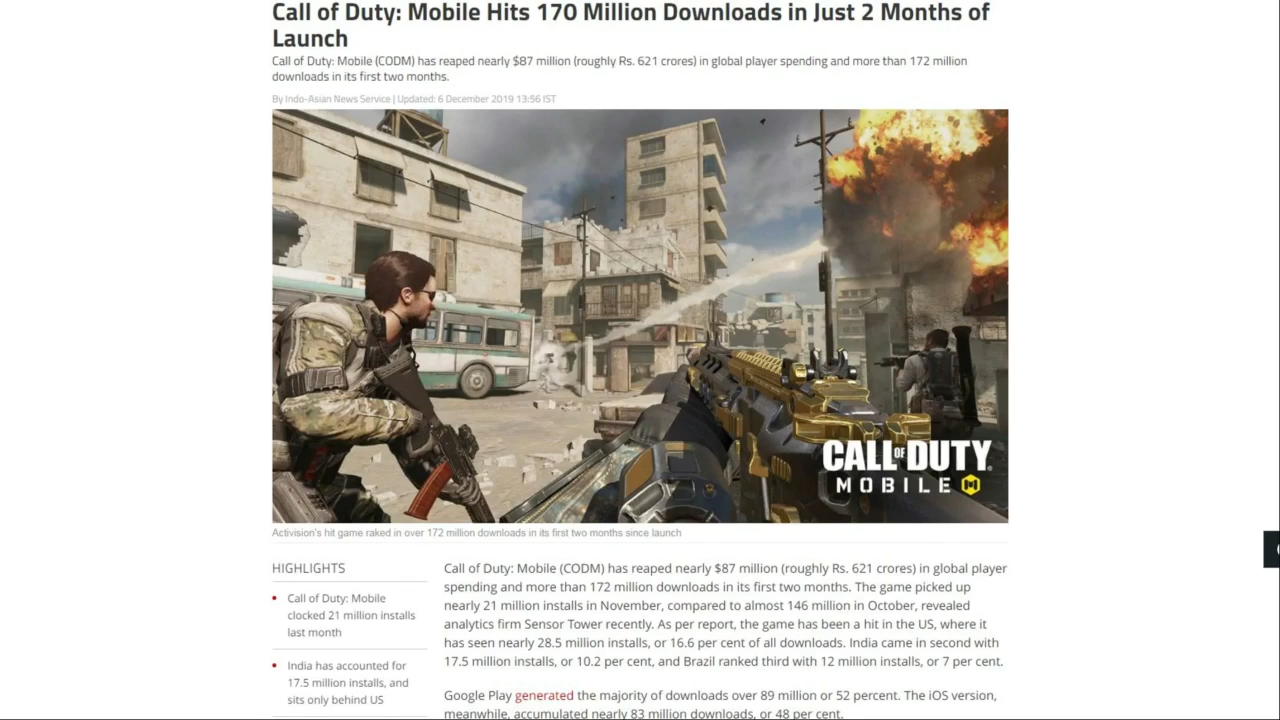 Call of Duty: Mobile Hits 170 Million Downloads in Just 2 Months of
Launch
Call of Duty: Mobile (CODM) has reaped nearly $87 million (roughly Rs. 621 crores) in global player spending and more than 172 million
downloads in its first two months.
By Indo-Asian News Service | Updated: 6 December 2019 13:56 IST
CALL OF DUTY
MOBILE
Activision's hit game raked in over 172 million downloads in its first two months since launch
HIGHLIGHTS
Call of Duty: Mobile
clocked 21 million installs
last month
India has accounted for
17.5 million installs, and
sits only behind US
Call of Duty: Mobile (CODM) has reaped nearly $87 million (roughly Rs. 621 crores) in global player
spending and more than 172 million downloads in its first two months. The game picked up
nearly 21 million installs in November, compared to almost 146 million in October, revealed
analytics firm Sensor Tower recently. As per report, the game has been a hit in the US, where it
has seen nearly 28.5 million installs, or 16.6 per cent of all downloads. India came in second with
17.5 million installs, or 10.2 per cent, and Brazil ranked third with 12 million installs, or 7 per cent.
Google Play generated the majority of downloads over 89 million or 52 percent. The iOS version,
meanwhile, accumulated nearly 83 million downloads, or 48 per cent.